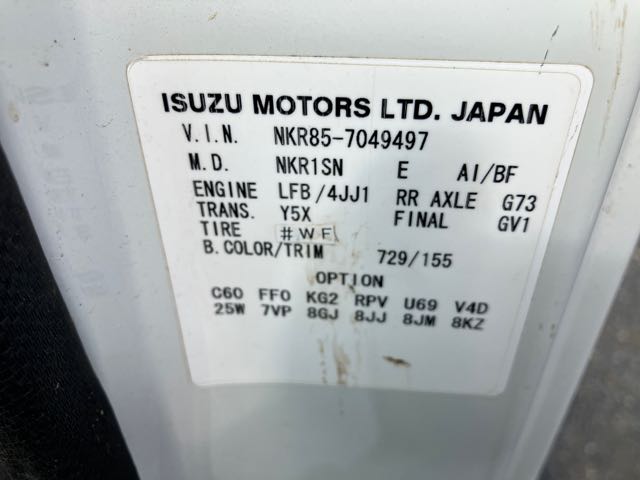 ISUZU MOTORS LTD. JAPAN
V.I.N. NKR85-7049497
M.D. NKR1SN E AI/BF
ENGINE LFB/4JJ1 RR AXLE G73
TRANS. Y5X FINAL GV1
TIRE #WF
B.COLOR/TRIM 729/155
OPTION
C60 FF0 KG2 RPV U69 V4D
25W 7VP 8GJ 8JJ 8JM 8KZ